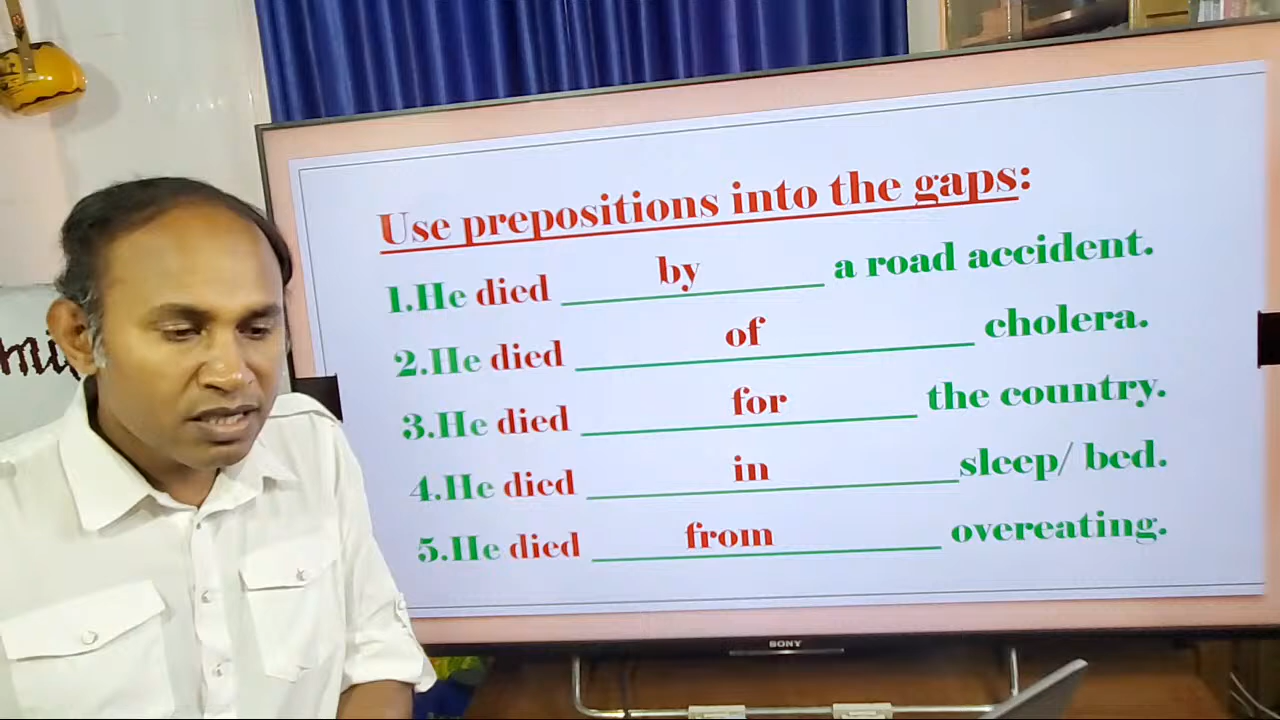 Use prepositions into the gaps:
1.He died by a road accident.
2.He died of cholera.
3.He died for the country.
4.He died in sleep/ bed.
5.He died from overeating.
SONY